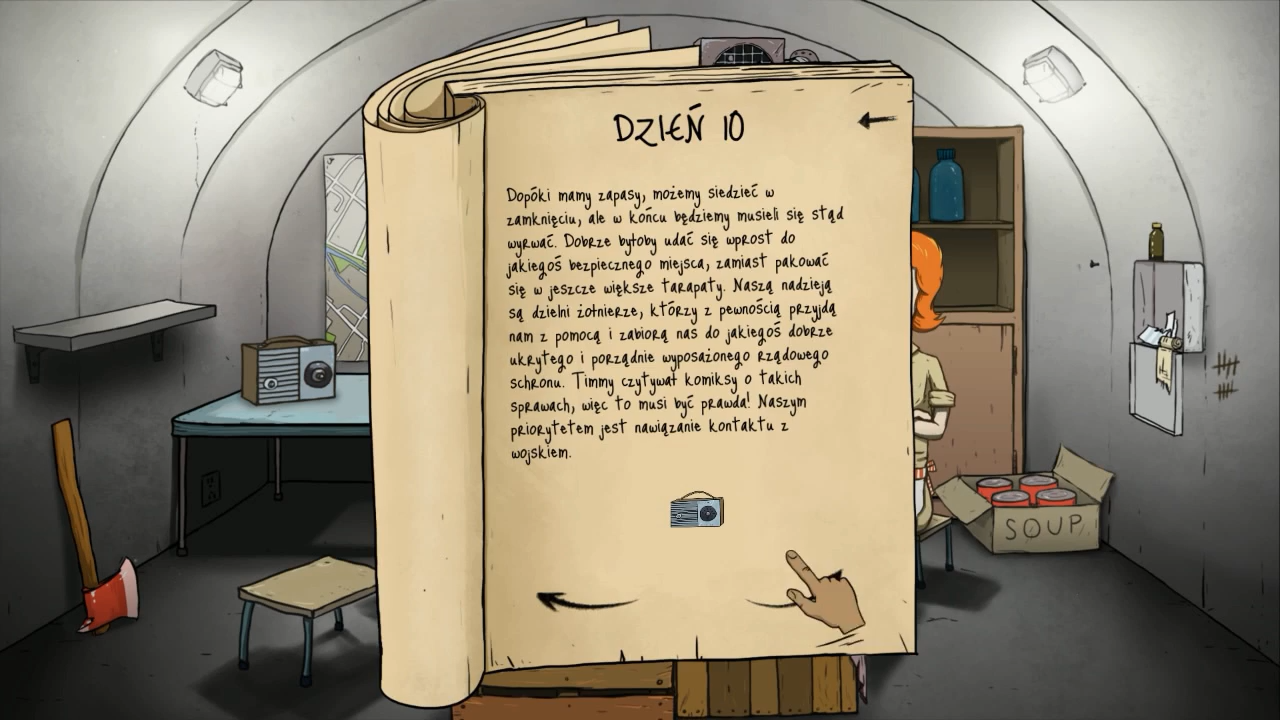 DZIEŃ 10
Dopóki mamy zapasy, możemy siedzieć w
zamknięciu, ale w końcu będziemy musieli się stąd
wyrwać. Dobrze byłoby udać się wprost do
jakiegoś bezpiecznego miejsca, zamiast pakować
się w jeszcze większe tarapaty. Naszą nadzieją
są dzielni żołnierze, którzy z pewnością przyjdą
nam z pomocą i zabiorą nas do jakiegoś dobrze
ukrytego i porządnie wyposażonego rządowego
schronu. Timmy czytywał komiksy o takich
sprawach, więc to musi być prawda! Naszym
priorytetem jest nawiązanie kontaktu z
wojskiem.
SOUP